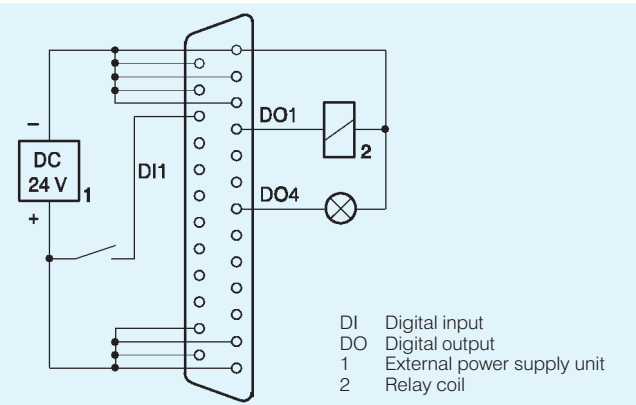 DO1
–
2
DC
24 V
1
DI1
DO4
+
DI Digital input
DO Digital output
1 External power supply unit
2 Relay coil